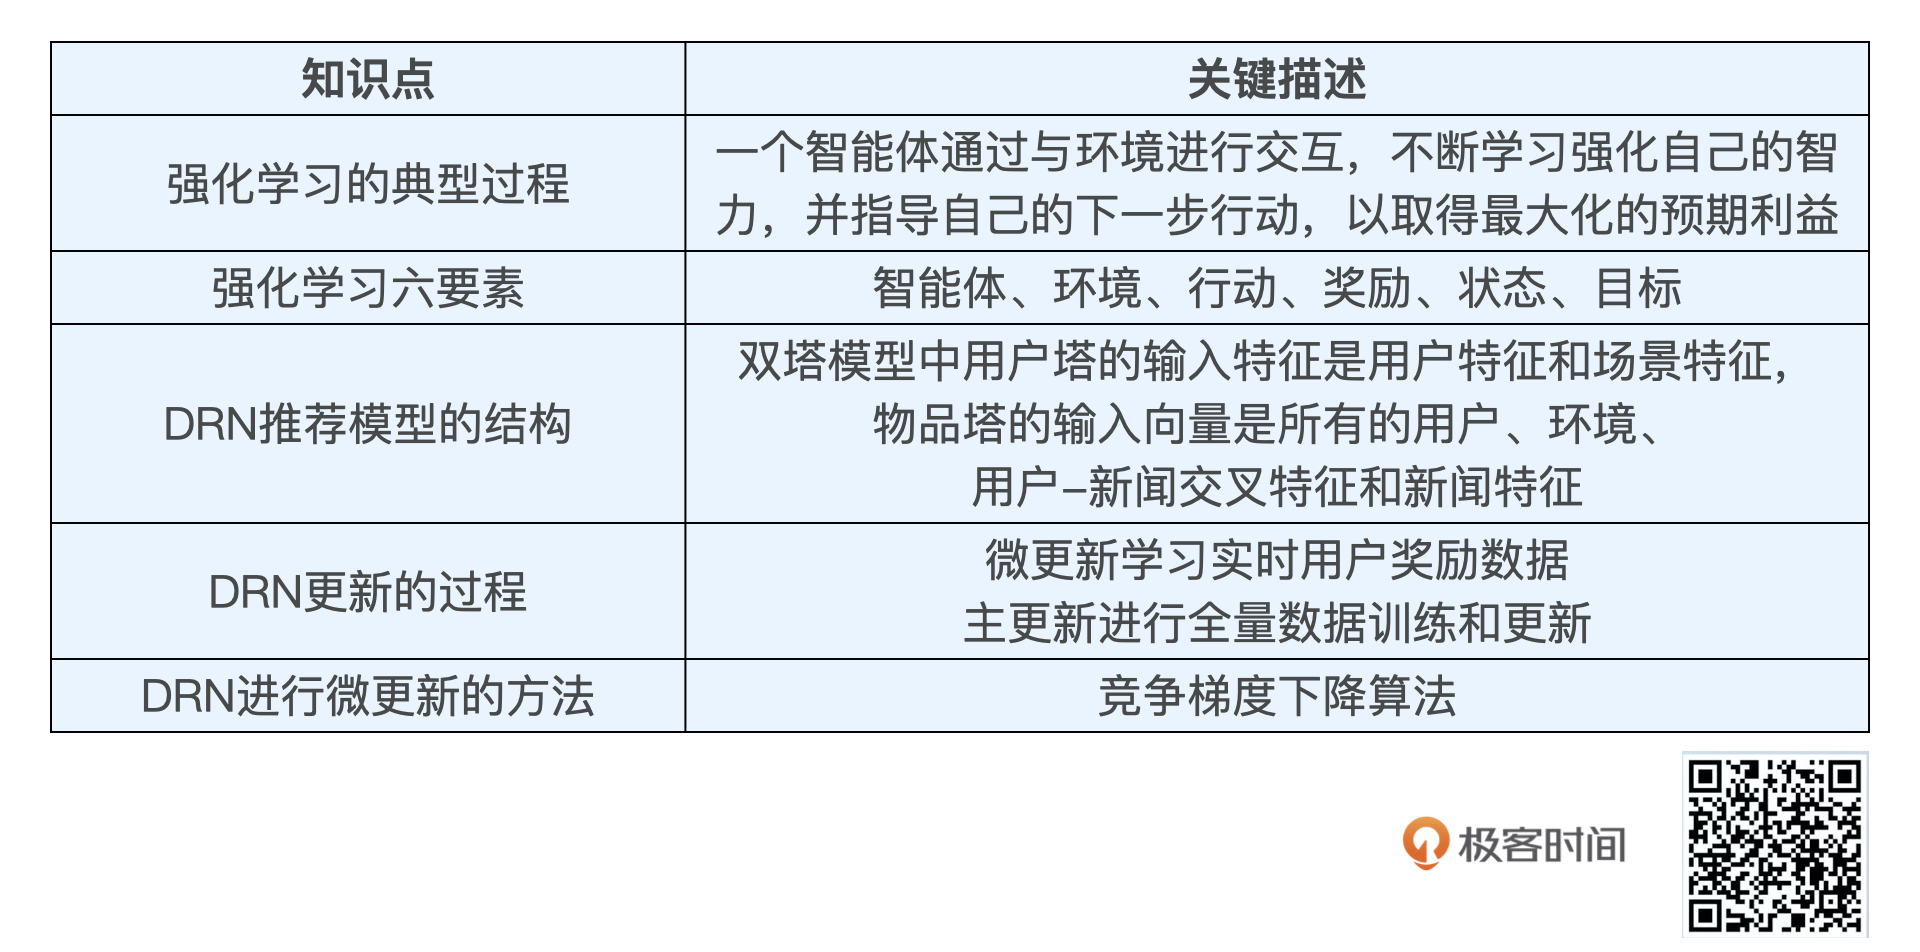 知识点
关键描述
强化学习的典型过程
一个智能体通过与环境进行交互，不断学习强化自己的智
力，并指导自己的下一步行动，以取得最大化的预期利益
强化学习六要素
智能体、环境、行动、奖励、状态、目标
DRN推荐模型的结构
双塔模型中用户塔的输入特征是用户特征和场景特征，
物品塔的输入向量是所有的用户、环境、
用户–新闻交叉特征和新闻特征
DRN更新的过程
微更新学习实时用户奖励数据
主更新进行全量数据训练和更新
DRN进行微更新的方法
竞争梯度下降算法
极客时间